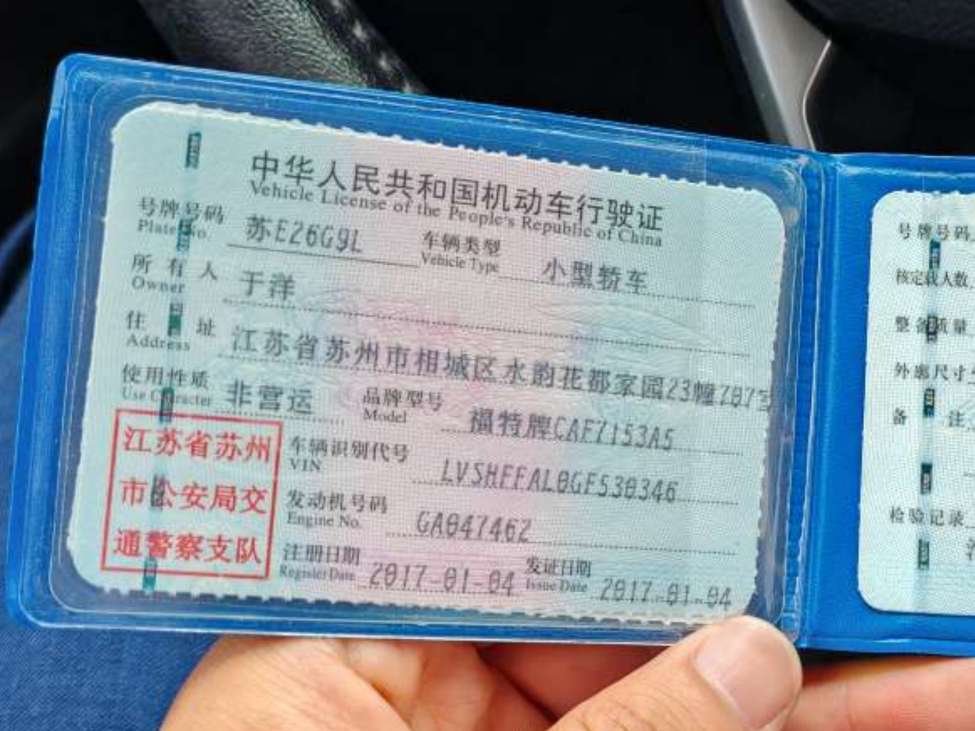 中华人民共和国机动车行驶证
Vehicle License of the People's Republic of China
号牌号码 苏E26G9L 车辆类型 小型轿车
Plate No. Vehicle Type
所有人 于洋
Owner
住址 江苏省苏州市相城区水韵花都家园23幢707室
Address
使用性质 非营运 品牌型号 福特牌CAF7153A5
Use Character Model
江苏省苏州
市公安局交
通警察支队
车辆识别代号 LVSHFFAL0GF530346
VIN
发动机号码 GA047462
Engine No.
注册日期 2017-01-04 发证日期 2017-01-04
Register Date Issue Date
号牌号码
核定载人数
整备质量
外廓尺寸
备注
检验记录